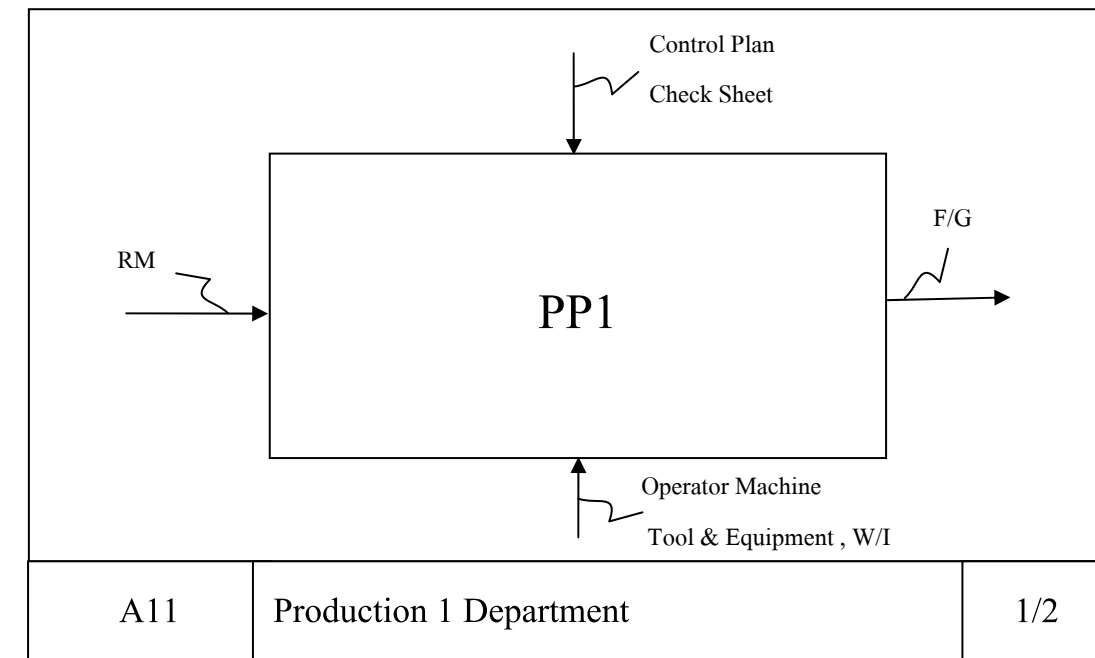 Control Plan
Check Sheet
F/G
RM
PP1
Operator Machine
Tool & Equipment , W/I
A11
Production 1 Department
1/2